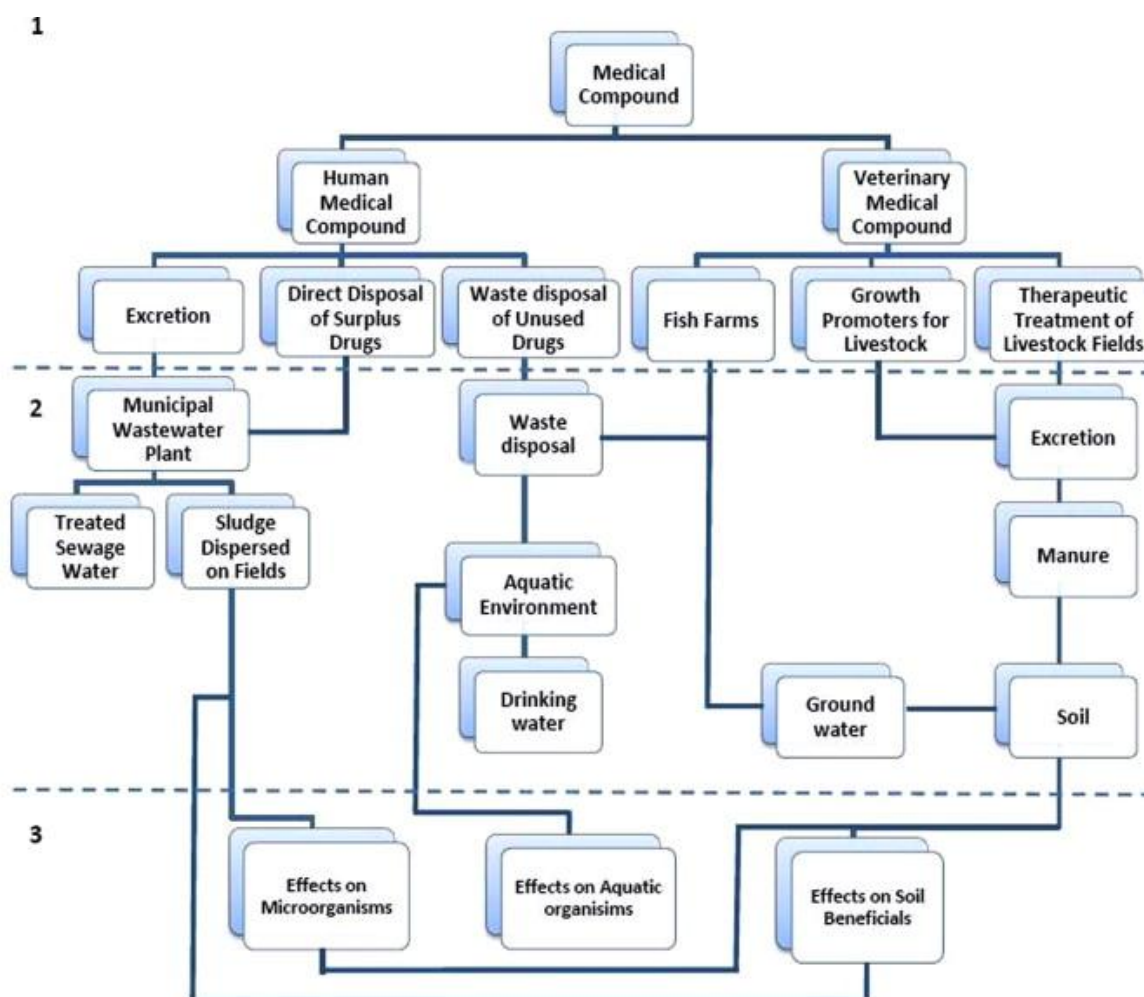 1
Medical
Compound
Human
Medical
Compound
Veterinary
Medical
Compound
Excretion
Direct Disposal
of Surplus
Drugs
Waste disposal
of Unused
Drugs
Fish Farms
Growth
Promoters for
Livestock
Therapeutic
Treatment of
Livestock Fields
2
Municipal
Wastewater
Plant
Waste
disposal
Excretion
Treated
Sewage
Water
Sludge
Dispersed
on Fields
Aquatic
Environment
Manure
Drinking
water
Ground
water
Soil
3
Effects on
Microorganisms
Effects on Aquatic
organisims
Effects on Soil
Beneficials